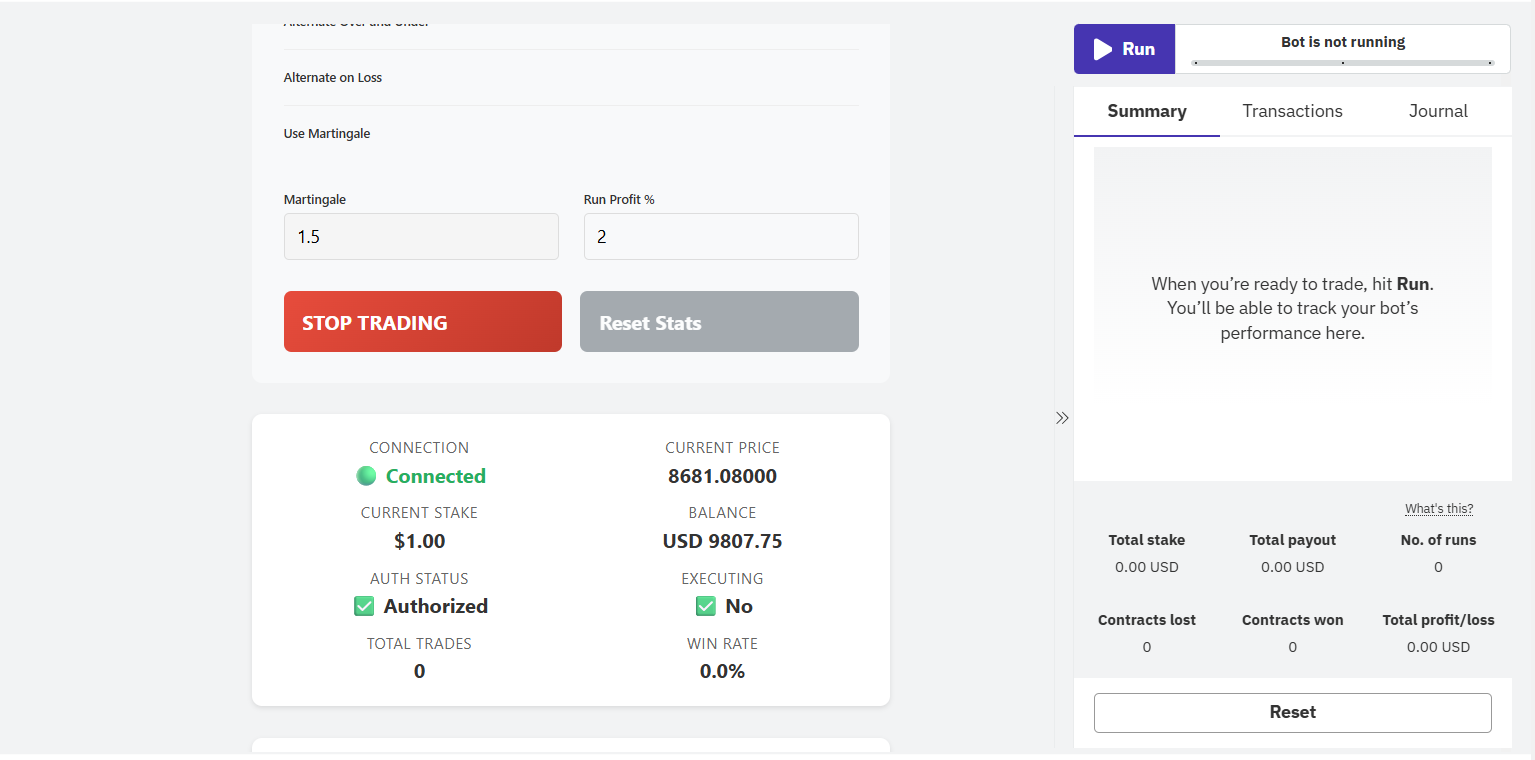 Alternate Over and Under
Alternate on Loss
Use Martingale
Martingale
Run Profit %
1.5
2
STOP TRADING
Reset Stats
CONNECTION
CURRENT PRICE
Connected
8681.08000
CURRENT STAKE
BALANCE
$1.00
USD 9807.75
AUTH STATUS
EXECUTING
Authorized
No
TOTAL TRADES
WIN RATE
0
0.0%
Run
Bot is not running
Summary
Transactions
Journal
When you’re ready to trade, hit Run.
You’ll be able to track your bot’s
performance here.
What's this?
Total stake
Total payout
No. of runs
0.00 USD
0.00 USD
0
Contracts lost
Contracts won
Total profit/loss
0
0
0.00 USD
Reset